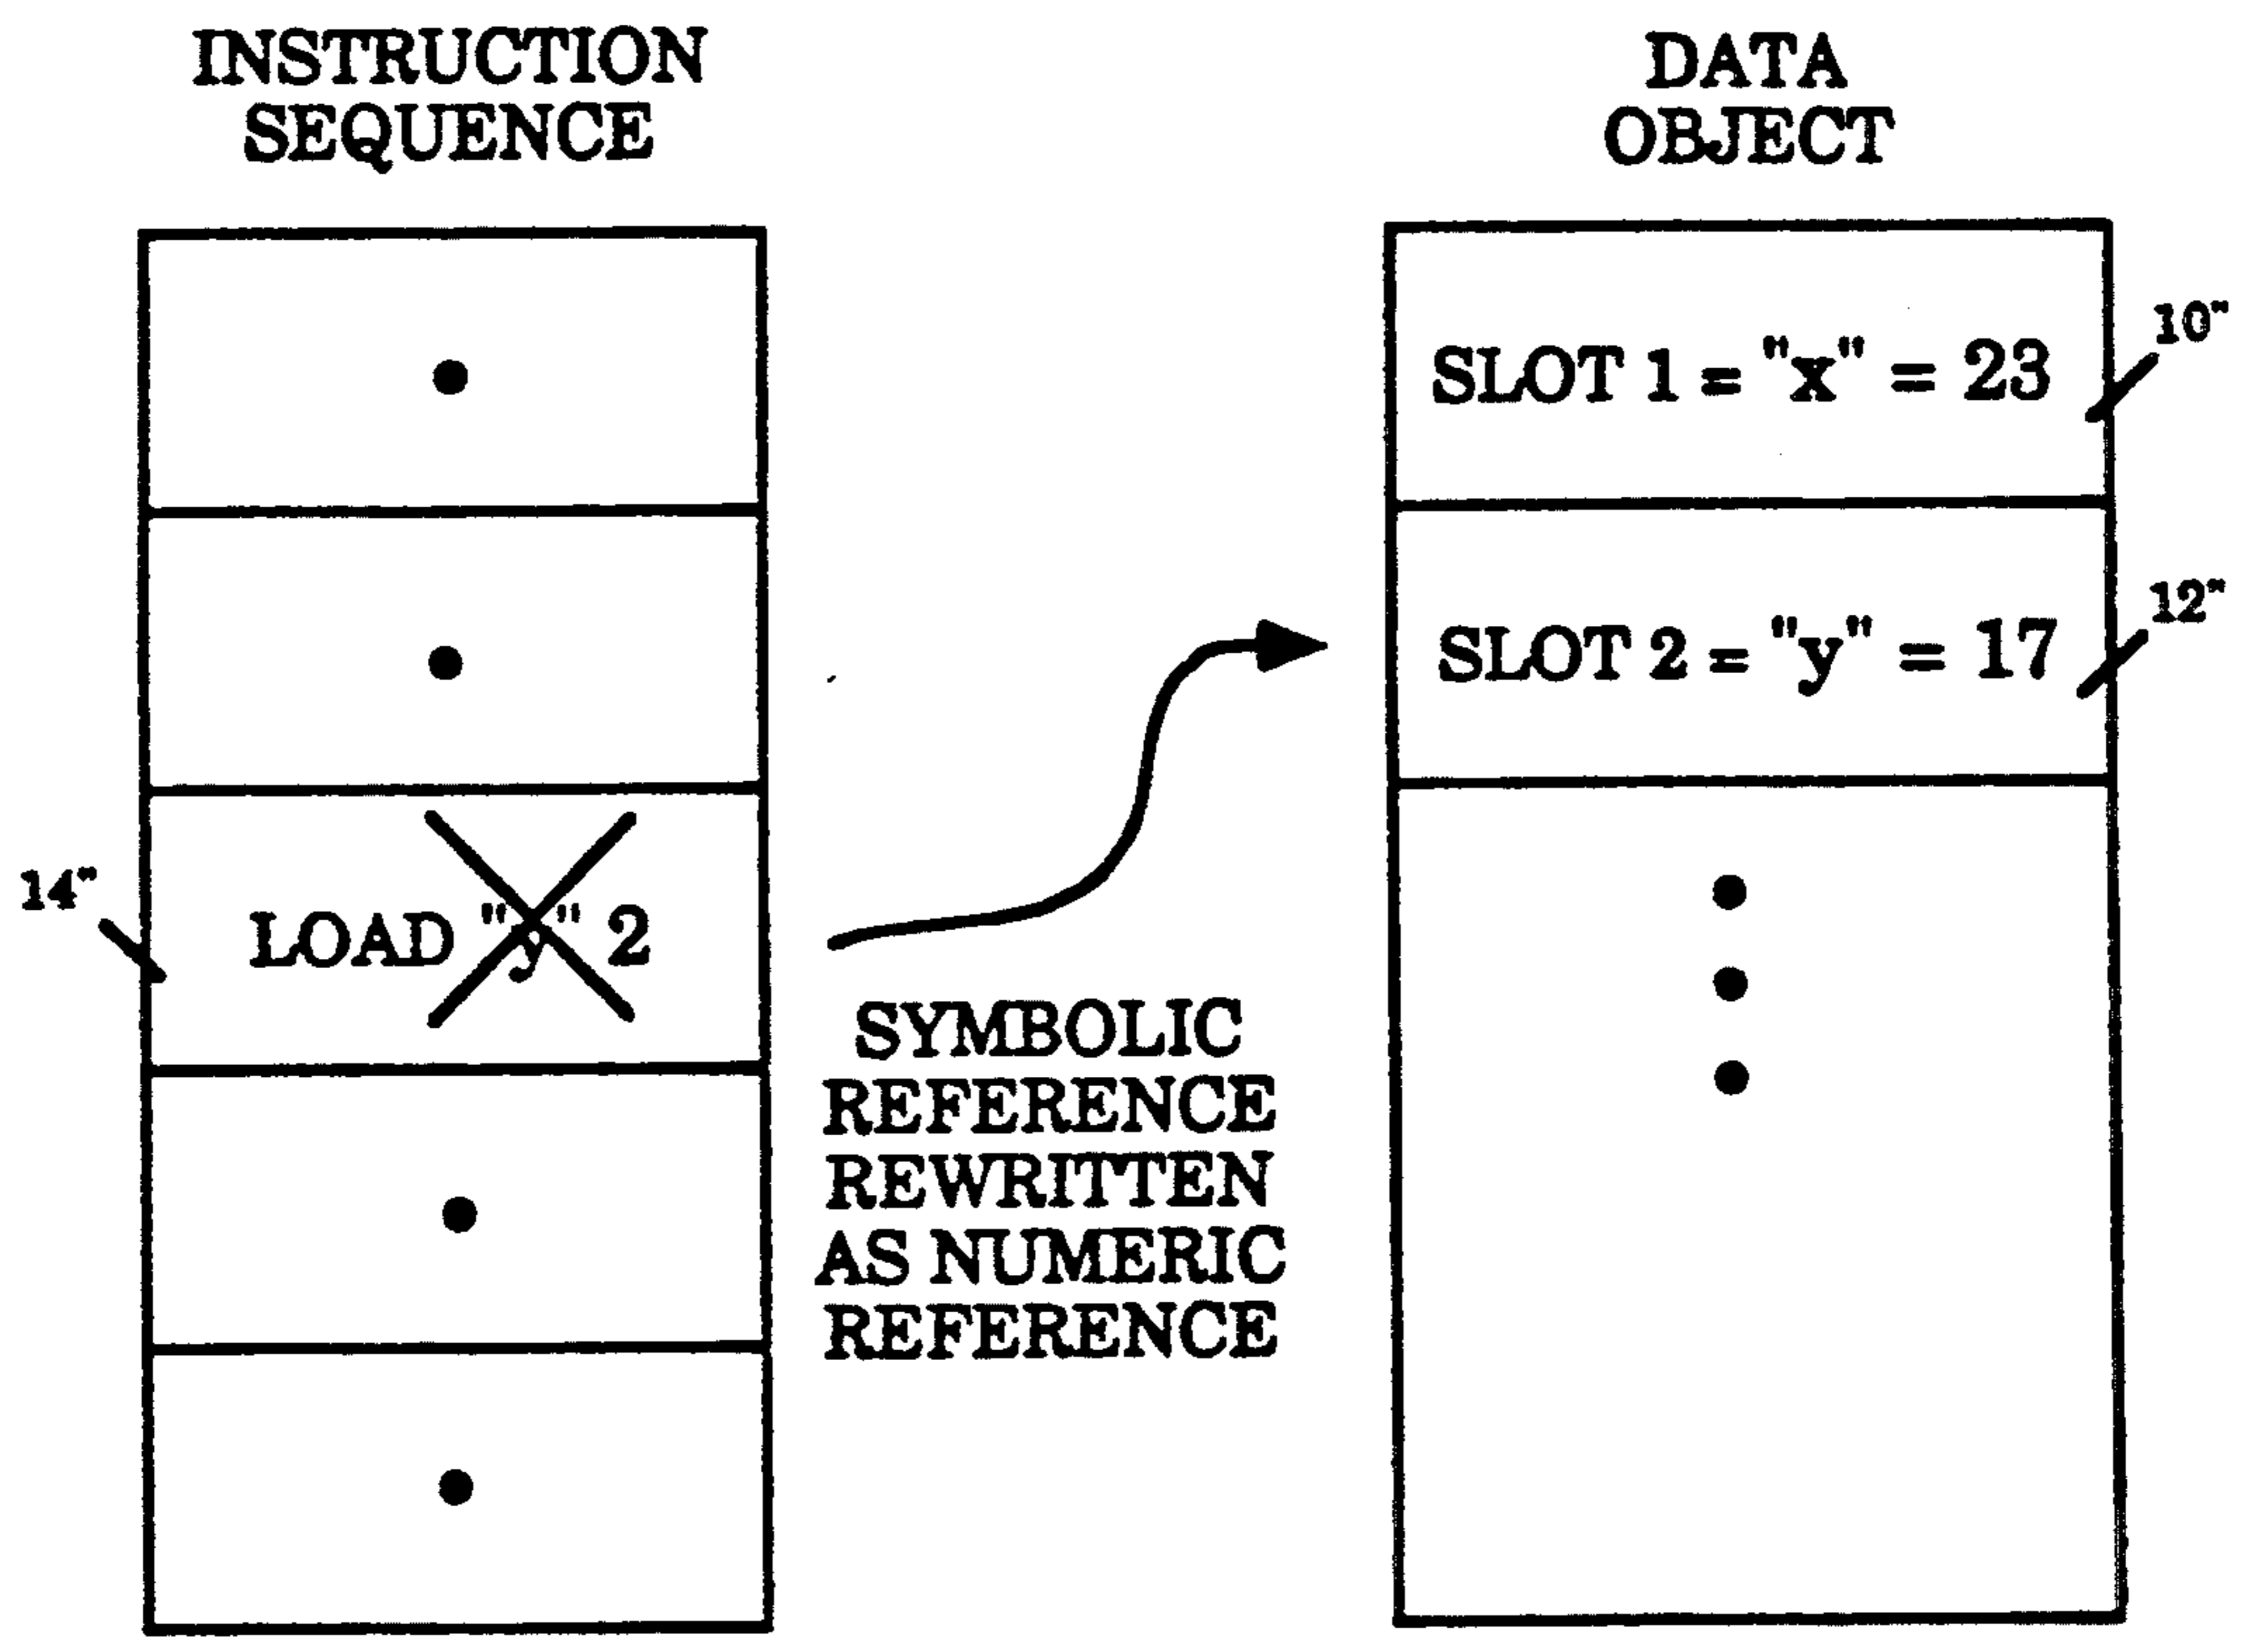 INSTRUCTION
SEQUENCE
DATA
OBJECT
SLOT 1 = "x" = 23
10"
SLOT 2 = "y" = 17
12"
14"
LOAD "y" 2
SYMBOLIC
REFERENCE
REWRITTEN
AS NUMERIC
REFERENCE